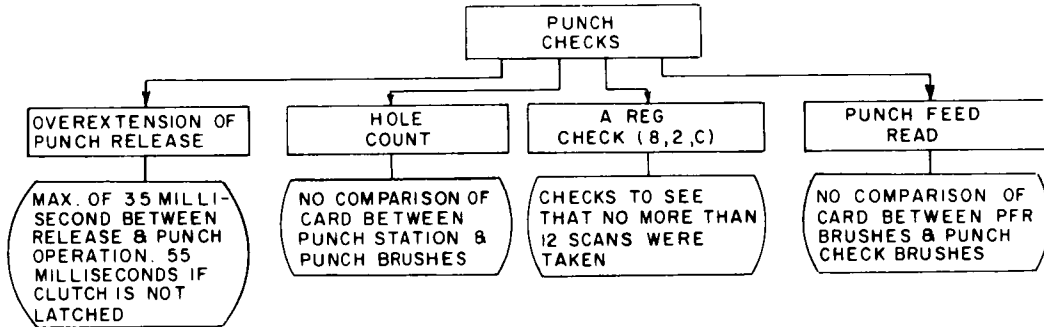 PUNCH
CHECKS
OVEREXTENSION OF
PUNCH RELEASE
HOLE
COUNT
A REG
CHECK (8,2,C)
PUNCH FEED
READ
MAX. OF 35 MILLI-
SECOND BETWEEN
RELEASE & PUNCH
OPERATION. 55
MILLISECONDS IF
CLUTCH IS NOT
LATCHED
NO COMPARISON OF
CARD BETWEEN
PUNCH STATION &
PUNCH BRUSHES
CHECKS TO SEE
THAT NO MORE THAN
12 SCANS WERE
TAKEN
NO COMPARISON OF
CARD BETWEEN PFR
BRUSHES & PUNCH
CHECK BRUSHES